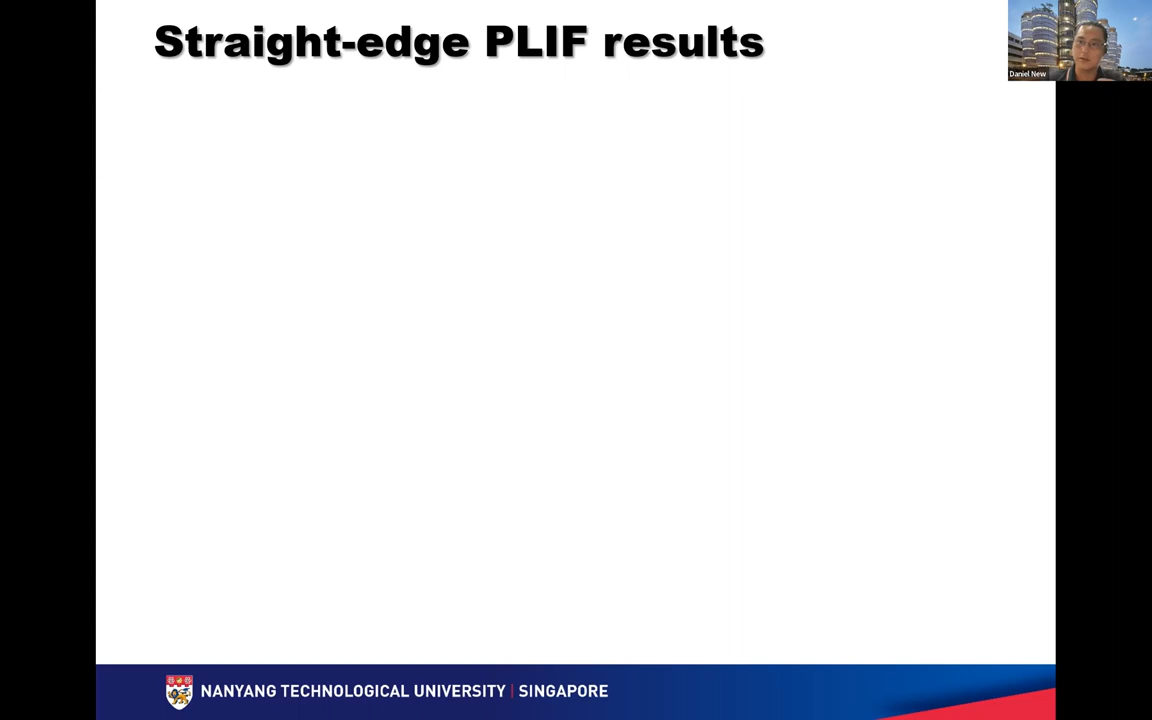 Straight-edge PLIF results
Daniel New
NANYANG TECHNOLOGICAL UNIVERSITY | SINGAPORE